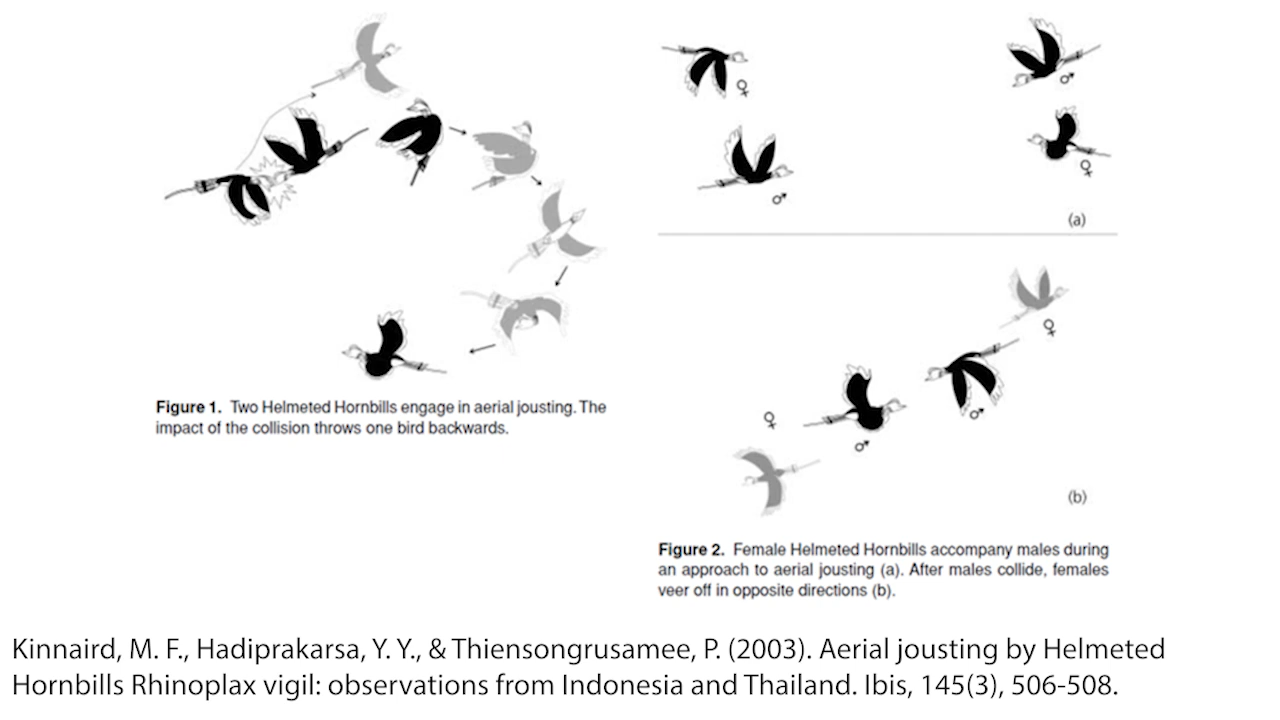 Figure 1. Two Helmeted Hornbills engage in aerial jousting. The
impact of the collision throws one bird backwards.
♀
♂
♂
♀
(a)
♀
♀
♂
♂
(b)
Figure 2. Female Helmeted Hornbills accompany males during
an approach to aerial jousting (a). After males collide, females
veer off in opposite directions (b).
Kinnaird, M. F., Hadiprakarsa, Y. Y., & Thiensongrusamee, P. (2003). Aerial jousting by Helmeted
Hornbills Rhinoplax vigil: observations from Indonesia and Thailand. Ibis, 145(3), 506-508.